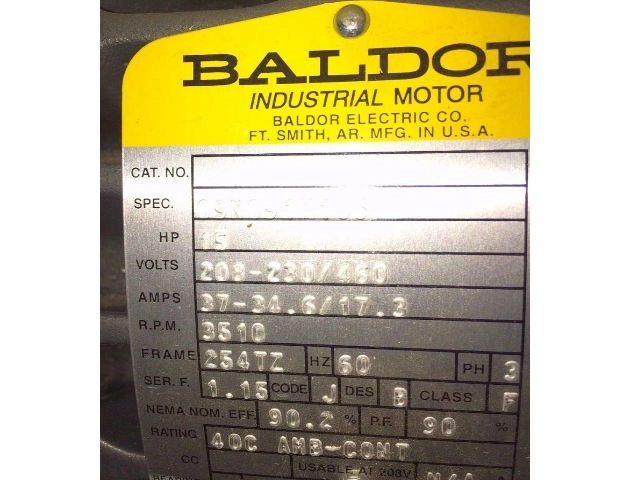 BALDOR
INDUSTRIAL MOTOR
BALDOR ELECTRIC CO.
FT. SMITH, AR. MFG. IN U.S.A.
CAT. NO.
SPEC.
HP 15
VOLTS 208-230/460
AMPS 37-34.6/17.3
R.P.M. 3510
FRAME 254TZ HZ 60 PH 3
SER. F. 1.15 CODE J DES B CLASS F
NEMA NOM. EFF. 90.2 % P.F. 90 %
RATING 40C AMB-CONT
CC USABLE AT 208V N/A